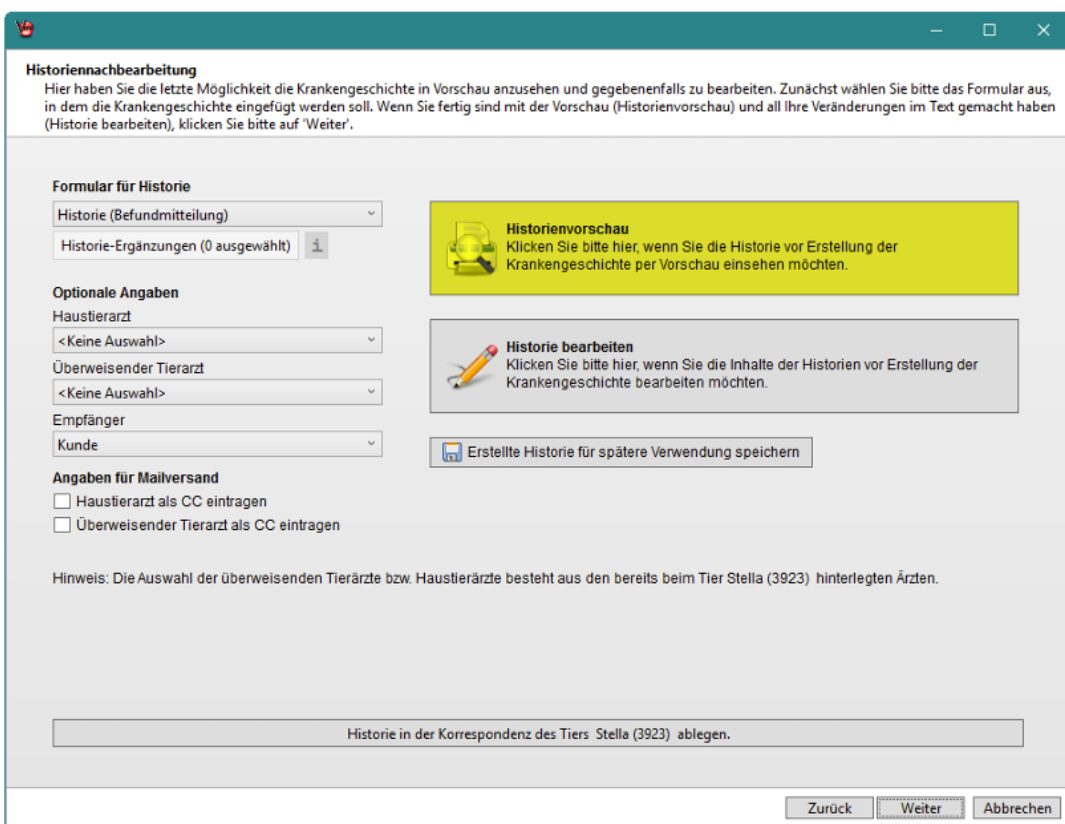 Historiennachbearbeitung
Hier haben Sie die letzte Möglichkeit die Krankengeschichte in Vorschau anzusehen und gegebenenfalls zu bearbeiten. Zunächst wählen Sie bitte das Formular aus,
in dem die Krankengeschichte eingefügt werden soll. Wenn Sie fertig sind mit der Vorschau (Historienvorschau) und all Ihre Veränderungen im Text gemacht haben
(Historie bearbeiten), klicken Sie bitte auf 'Weiter'.
Formular für Historie
Historie (Befundmitteilung)
Historie-Ergänzungen (0 ausgewählt) i
Optionale Angaben
Haustierarzt
<Keine Auswahl>
Überweisender Tierarzt
<Keine Auswahl>
Empfänger
Kunde
Angaben für Mailversand
Haustierarzt als CC eintragen
Überweisender Tierarzt als CC eintragen
Historienvorschau
Klicken Sie bitte hier, wenn Sie die Historie vor Erstellung der
Krankengeschichte per Vorschau einsehen möchten.
Historie bearbeiten
Klicken Sie bitte hier, wenn Sie die Inhalte der Historien vor Erstellung der
Krankengeschichte bearbeiten möchten.
Erstellte Historie für spätere Verwendung speichern
Hinweis: Die Auswahl der überweisenden Tierärzte bzw. Haustierärzte besteht aus den bereits beim Tier Stella (3923) hinterlegten Ärzten.
Historie in der Korrespondenz des Tiers Stella (3923) ablegen.
Zurück Weiter Abbrechen